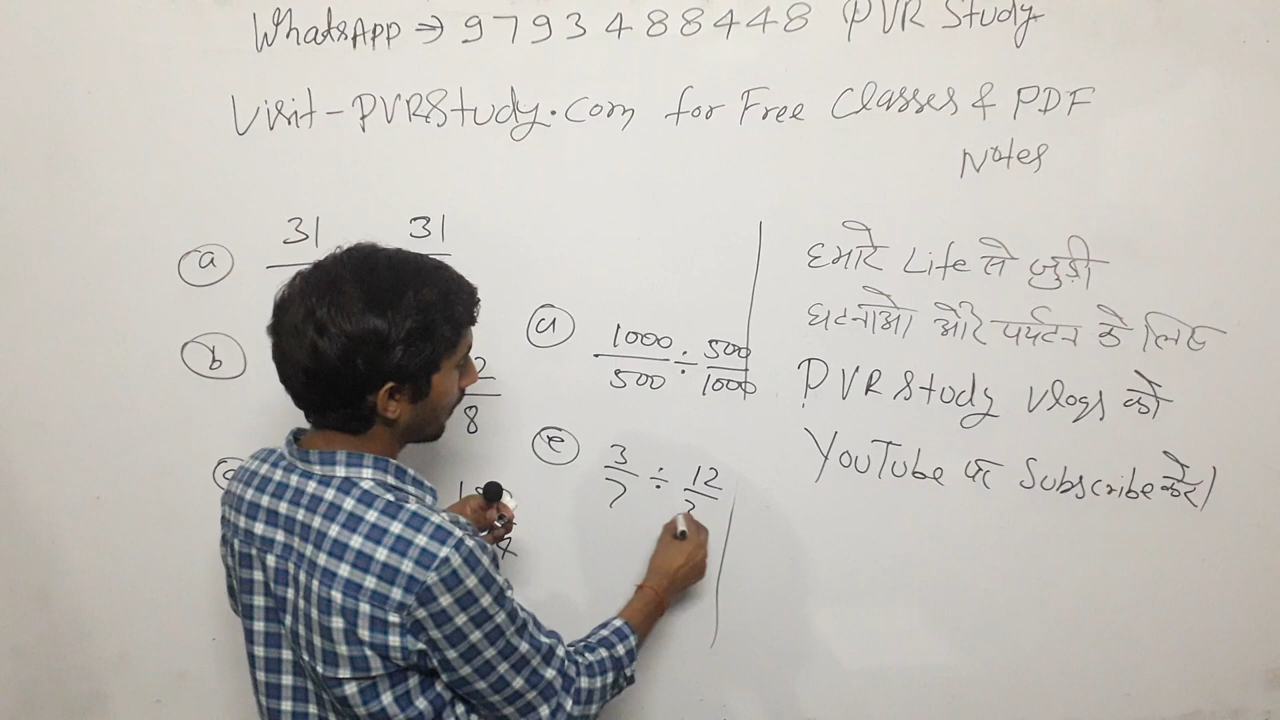 WhatsApp ⇒ 9793488448 PVR Study
Visit - PVRStudy.com for Free Classes & PDF
Notes
a 31 31
b 2/8
d 1000/500 ÷ 500/1000
e 3/7 ÷ 12
हमारे Life से जुड़ी
घटनाओं और पर्यटन के लिए
PVR Study Vlogs को
YouTube पर Subscribe करें।